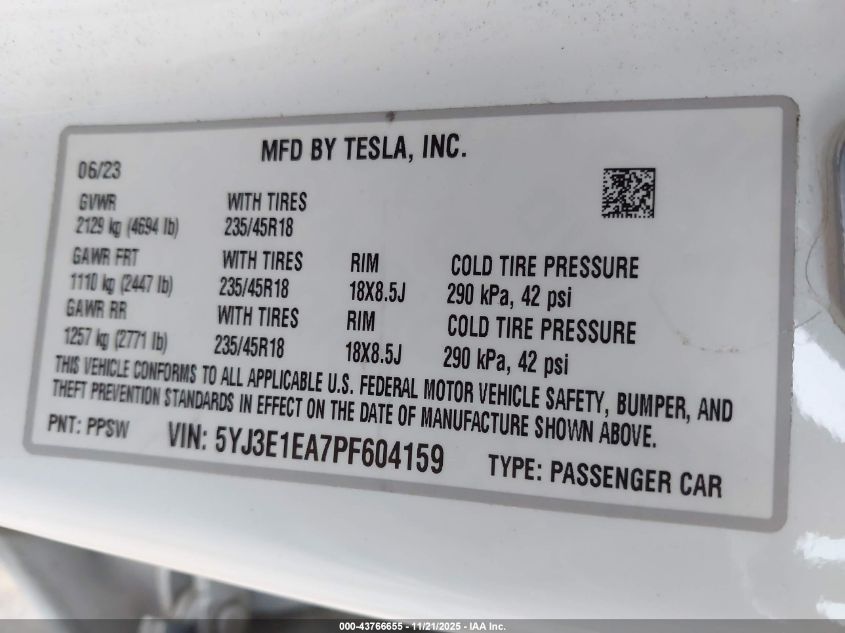 MFD BY TESLA, INC.
06/23
GVWR WITH TIRES
2129 kg (4694 lb) 235/45R18
GAWR FRT WITH TIRES RIM COLD TIRE PRESSURE
1110 kg (2447 lb) 235/45R18 18X8.5J 290 kPa, 42 psi
GAWR RR WITH TIRES RIM COLD TIRE PRESSURE
1257 kg (2771 lb) 235/45R18 18X8.5J 290 kPa, 42 psi
THIS VEHICLE CONFORMS TO ALL APPLICABLE U.S. FEDERAL MOTOR VEHICLE SAFETY, BUMPER, AND
THEFT PREVENTION STANDARDS IN EFFECT ON THE DATE OF MANUFACTURE SHOWN ABOVE.
PNT: PPSW VIN: 5YJ3E1EA7PF604159 TYPE: PASSENGER CAR
000-43766655 - 11/21/2025 - IAA Inc.